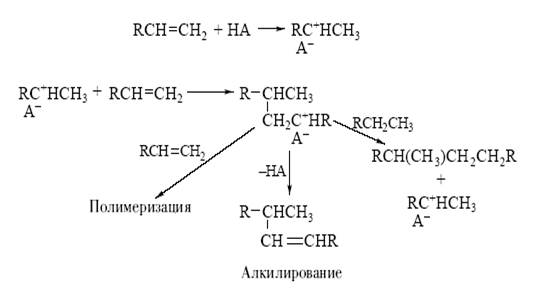 RCH=CH₂ + HA → RC⁺HCH₃
A⁻
RC⁺HCH₃ + RCH=CH₂ → R–CHCH₃
A⁻
CH₂C⁺HR
A⁻
RCH₂CH₃
RCH=CH₂
–HA
RCH(CH₃)CH₂CH₂R
+
RC⁺HCH₃
A⁻
Полимеризация
R–CHCH₃
CH=CHR
Алкилирование